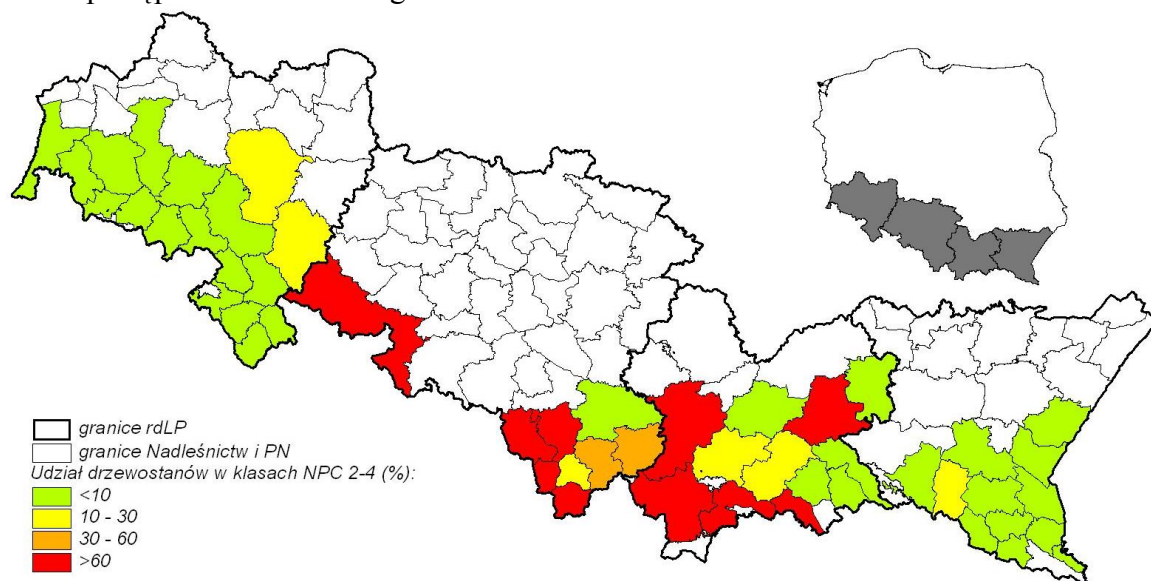 granice rdLP
granice Nadleśnictw i PN
Udział drzewostanów w klasach NPC 2-4 (%):
<10
10 - 30
30 - 60
>60